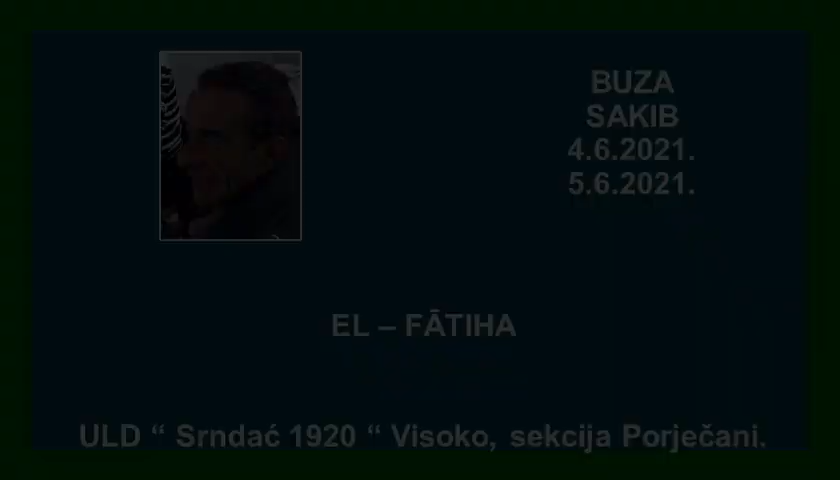 BUZA
SAKIB
4.6.2021.
5.6.2021.
EL – FĀTIHA
ULD “ Srndać 1920 “ Visoko, sekcija Porječani.